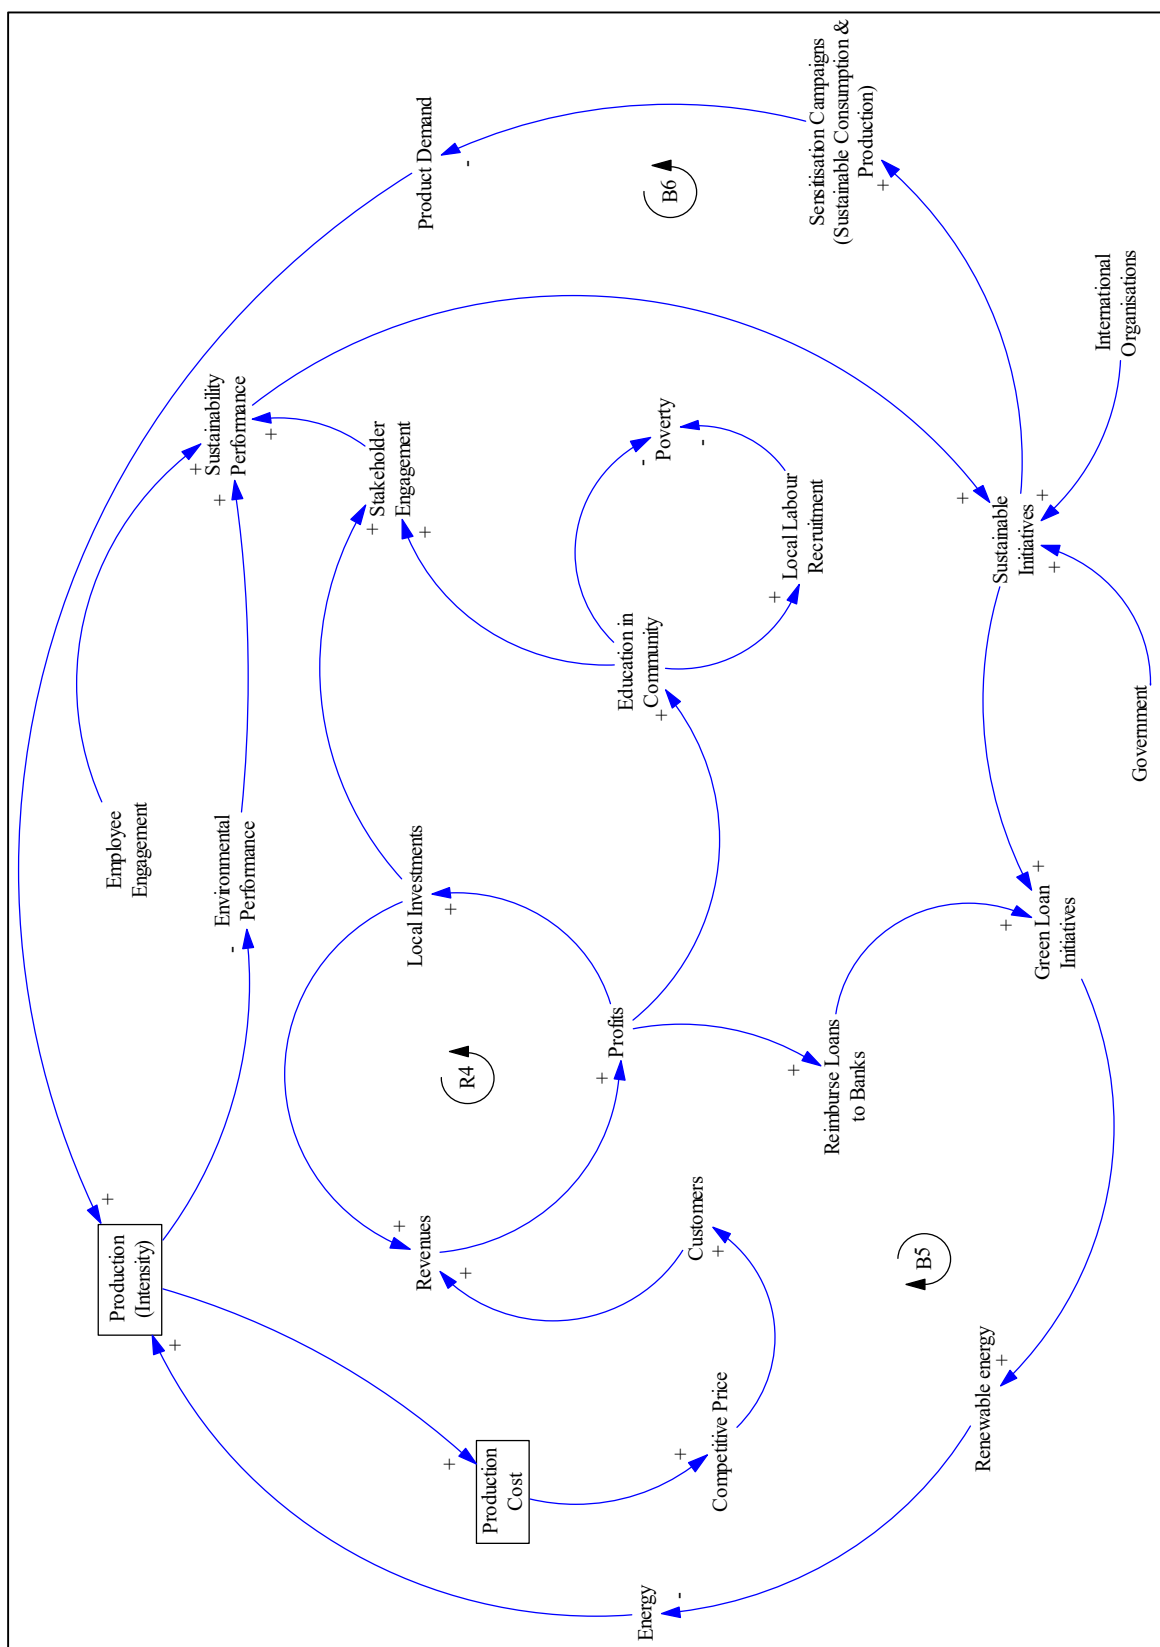 Product Demand
Sensitisation Campaigns
(Sustainable Consumption &
Production)
-
+
B6
International
Organisations
Sustainability
Performance
+
+
+
Stakeholder
Engagement
+
+
Poverty
-
-
Local Labour
Recruitment
+
Sustainable
Initiatives
+
+
+
Government
Education in
Community
+
Employee
Engagement
Environmental
Performance
-
Local Investments
+
Green Loan
Initiatives
+
+
Profits
+
R4
Reimburse Loans
to Banks
+
Production
(Intensity)
+
+
Revenues
+
+
Customers
+
B5
Production
Cost
+
Competitive Price
+
Renewable energy
+
Energy
-